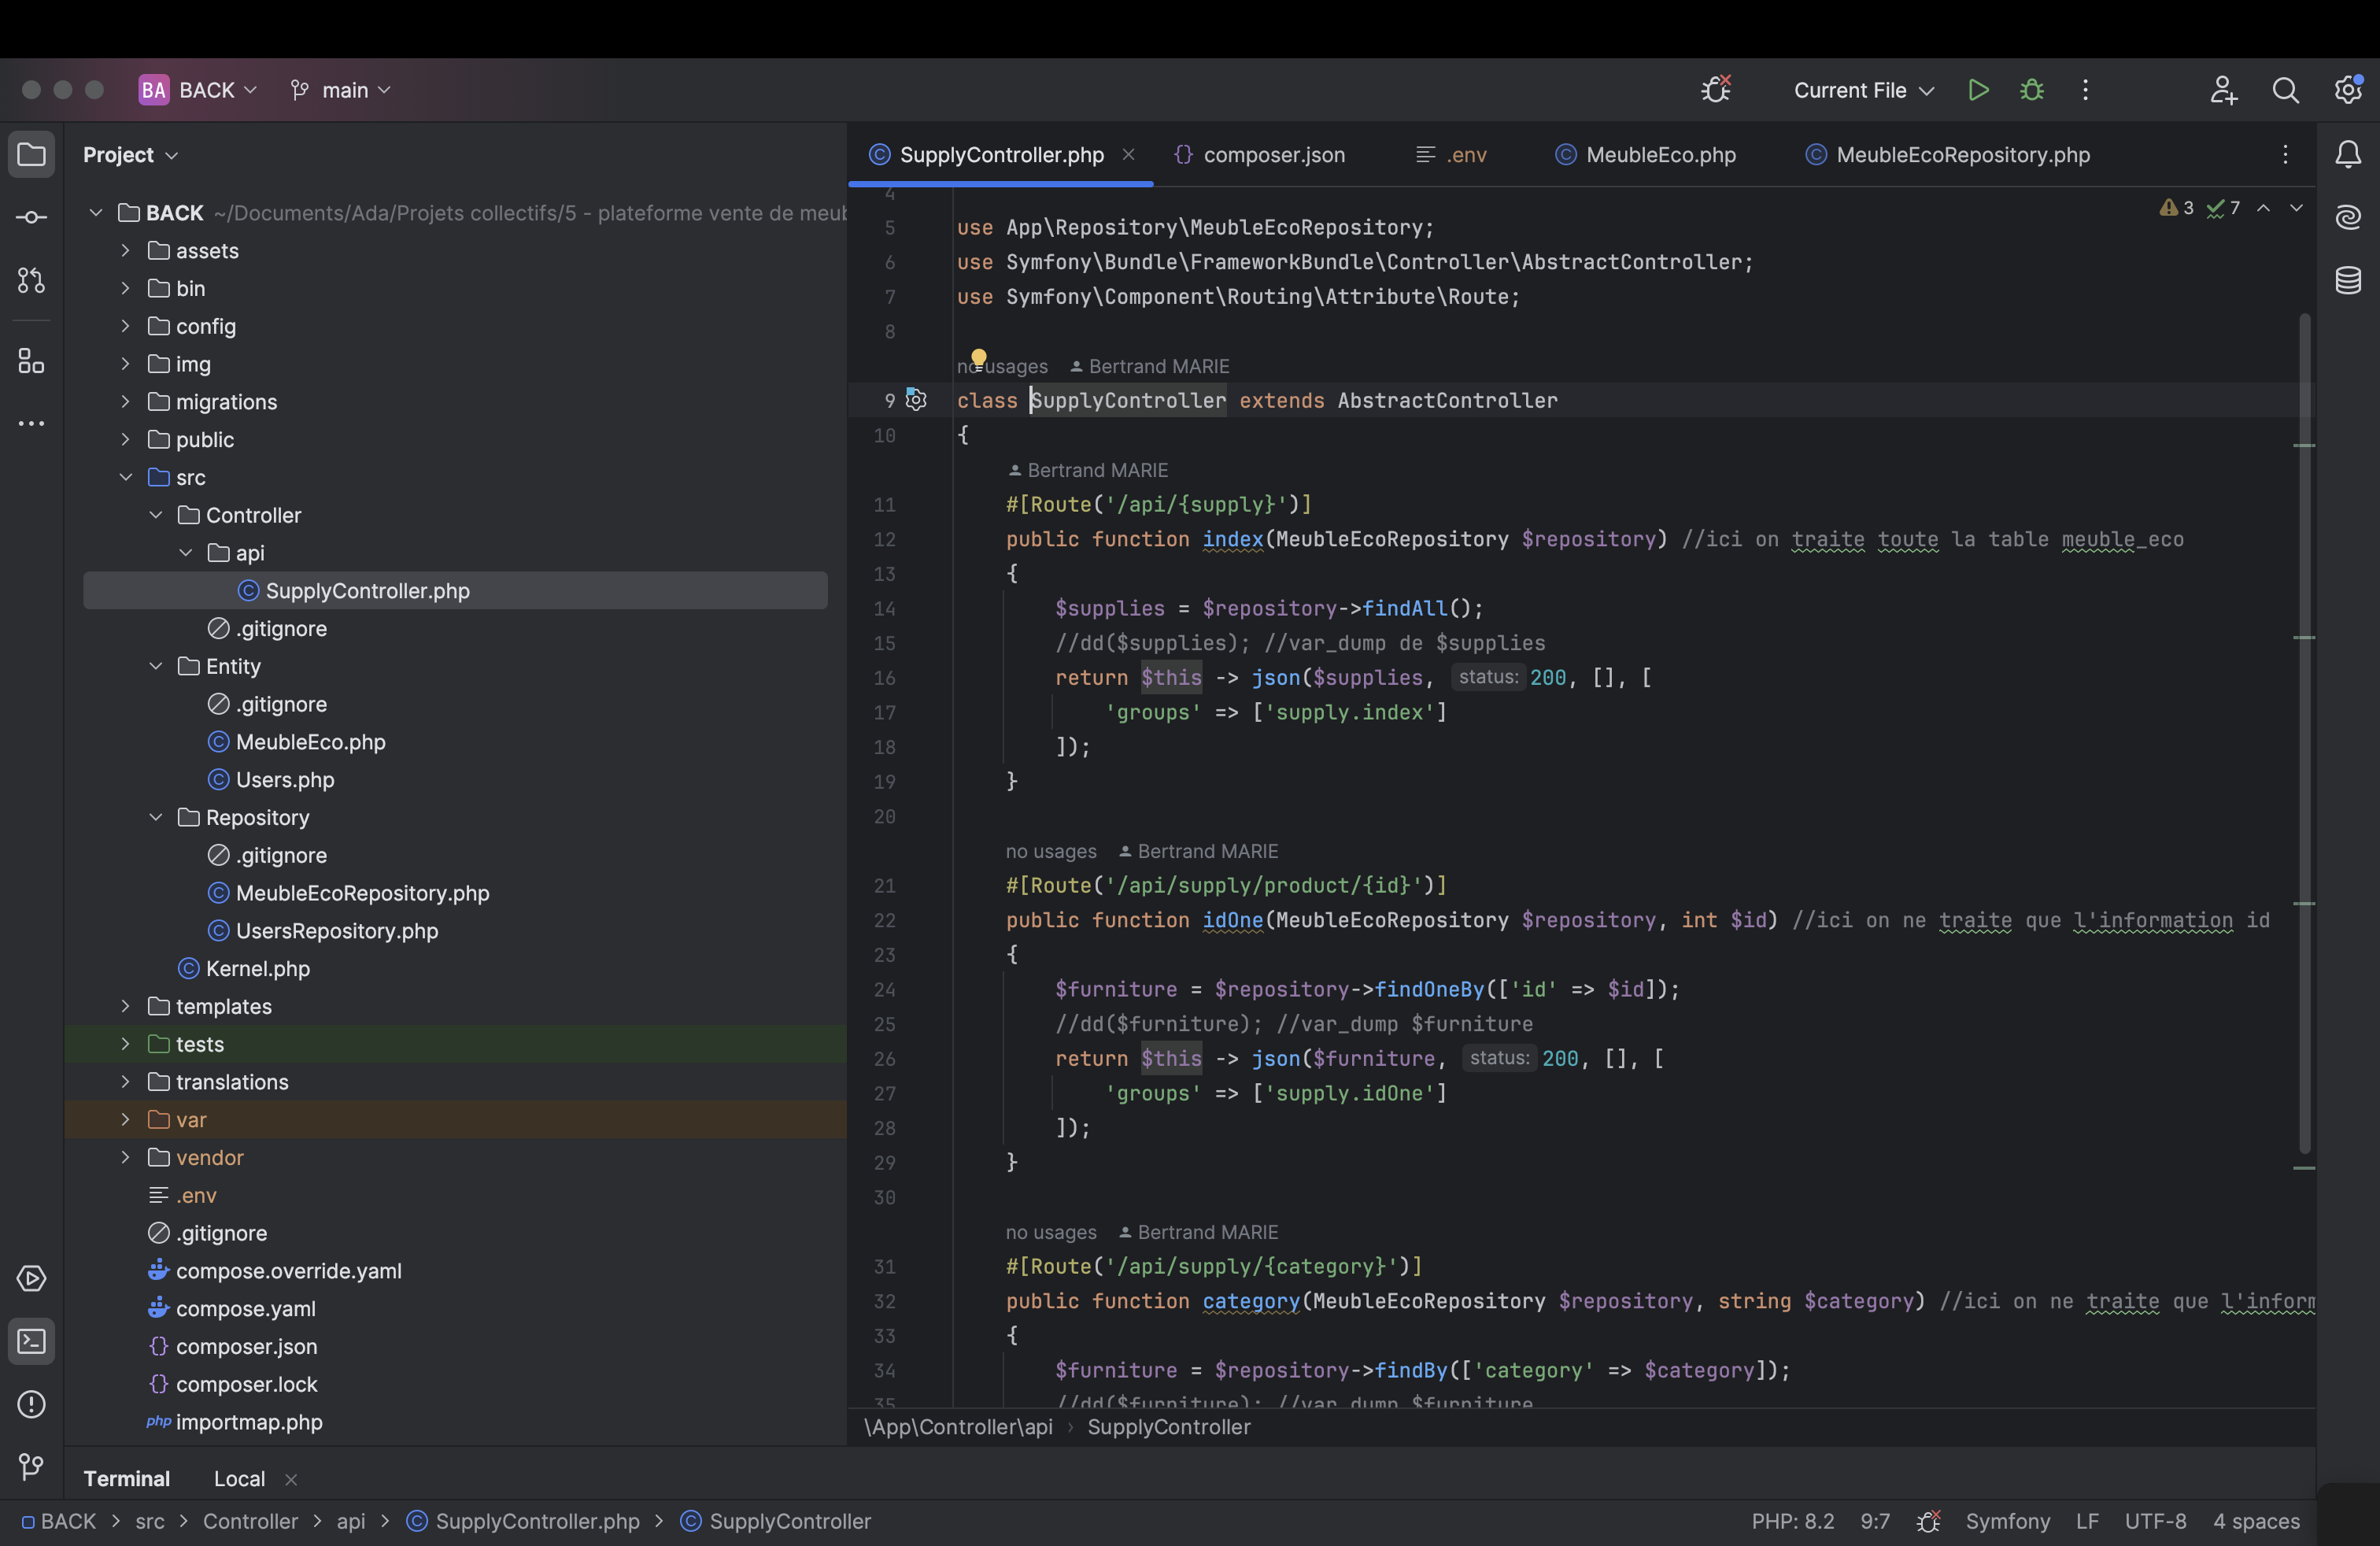 BA BACK main Current File
Project
BACK ~/Documents/Ada/Projets collectifs/5 - plateforme vente de meub
assets
bin
config
img
migrations
public
src
Controller
api
SupplyController.php
.gitignore
Entity
.gitignore
MeubleEco.php
Users.php
Repository
.gitignore
MeubleEcoRepository.php
UsersRepository.php
Kernel.php
templates
tests
translations
var
vendor
.env
.gitignore
compose.override.yaml
compose.yaml
composer.json
composer.lock
php importmap.php
SupplyController.php composer.json .env MeubleEco.php MeubleEcoRepository.php
3 7
4
5 use App\Repository\MeubleEcoRepository;
6 use Symfony\Bundle\FrameworkBundle\Controller\AbstractController;
7 use Symfony\Component\Routing\Attribute\Route;
8
no usages Bertrand MARIE
9 class SupplyController extends AbstractController
10 {
Bertrand MARIE
11 #[Route('/api/{supply}')]
12 public function index(MeubleEcoRepository $repository) //ici on traite toute la table meuble_eco
13 {
14 $supplies = $repository->findAll();
15 //dd($supplies); //var_dump de $supplies
16 return $this -> json($supplies, status: 200, [], [
17 'groups' => ['supply.index']
18 ]);
19 }
20
no usages Bertrand MARIE
21 #[Route('/api/supply/product/{id}')]
22 public function idOne(MeubleEcoRepository $repository, int $id) //ici on ne traite que l'information id
23 {
24 $furniture = $repository->findOneBy(['id' => $id]);
25 //dd($furniture); //var_dump $furniture
26 return $this -> json($furniture, status: 200, [], [
27 'groups' => ['supply.idOne']
28 ]);
29 }
30
no usages Bertrand MARIE
31 #[Route('/api/supply/{category}')]
32 public function category(MeubleEcoRepository $repository, string $category) //ici on ne traite que l'inform
33 {
34 $furniture = $repository->findBy(['category' => $category]);
35 //dd($furniture); //var_dump $furniture
\App\Controller\api › SupplyController
Terminal Local
BACK > src > Controller > api > SupplyController.php > SupplyController PHP: 8.2 9:7 Symfony LF UTF-8 4 spaces